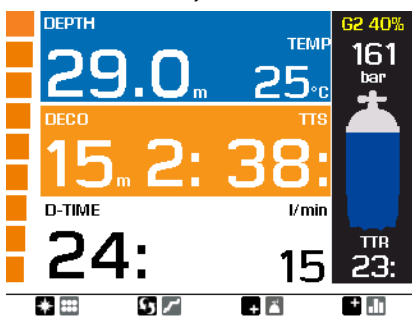 DEPTH
TEMP
29.0m
25°C
DECO
TTS
15m 2: 38:
D-TIME
l/min
24:
15
G2 40%
161
bar
TTR
23: